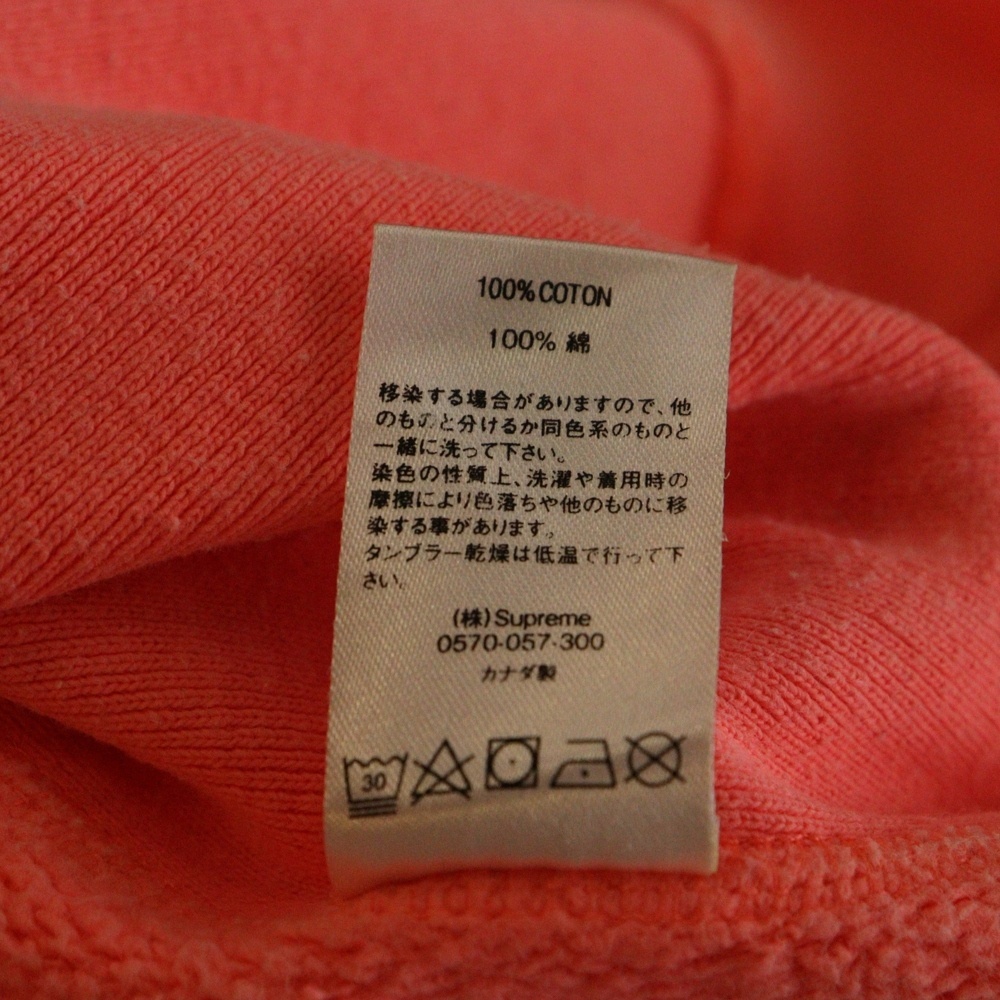 100% COTON
100% 綿
移染する場合がありますので、他
のものと分けるか同色系のものと
一緒に洗って下さい。
染色の性質上、洗濯や着用時の
摩擦により色落ちや他のものに移
染する事があります。
タンブラー乾燥は低温で行って下
さい。
(株)Supreme
0570-057-300
カナダ製
30